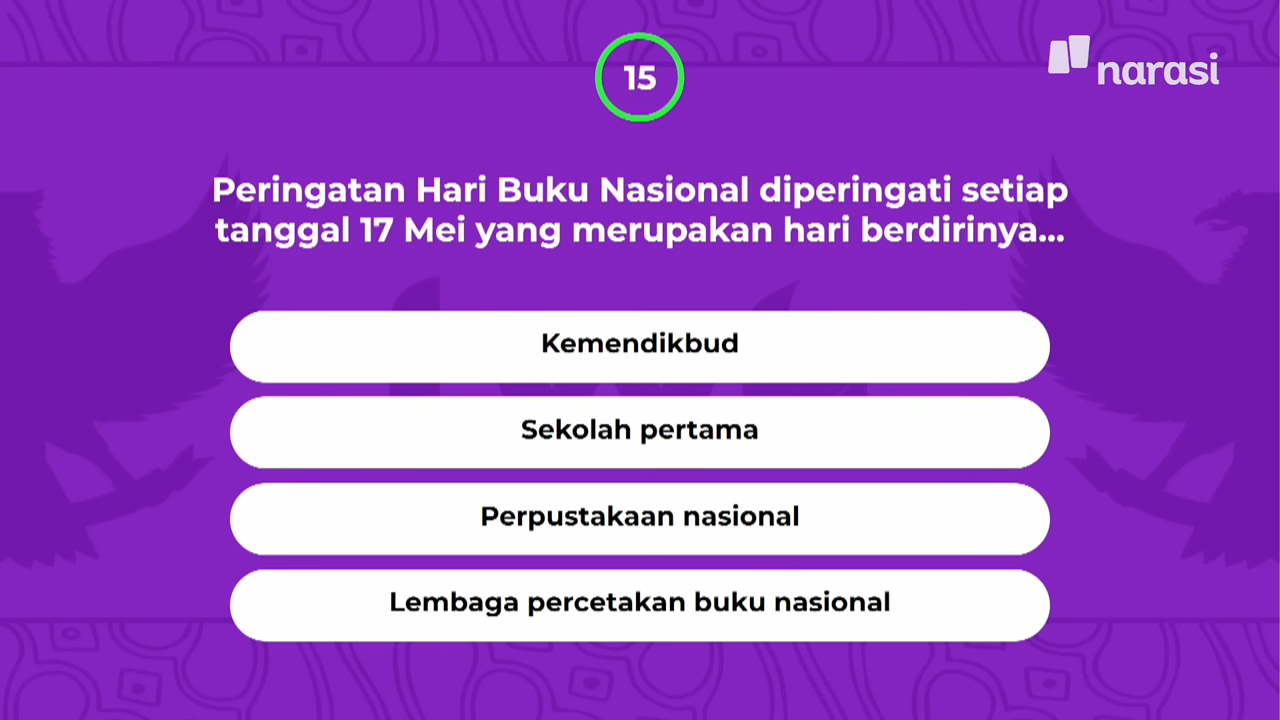 15
narasi
Peringatan Hari Buku Nasional diperingati setiap
tanggal 17 Mei yang merupakan hari berdirinya...
Kemendikbud
Sekolah pertama
Perpustakaan nasional
Lembaga percetakan buku nasional